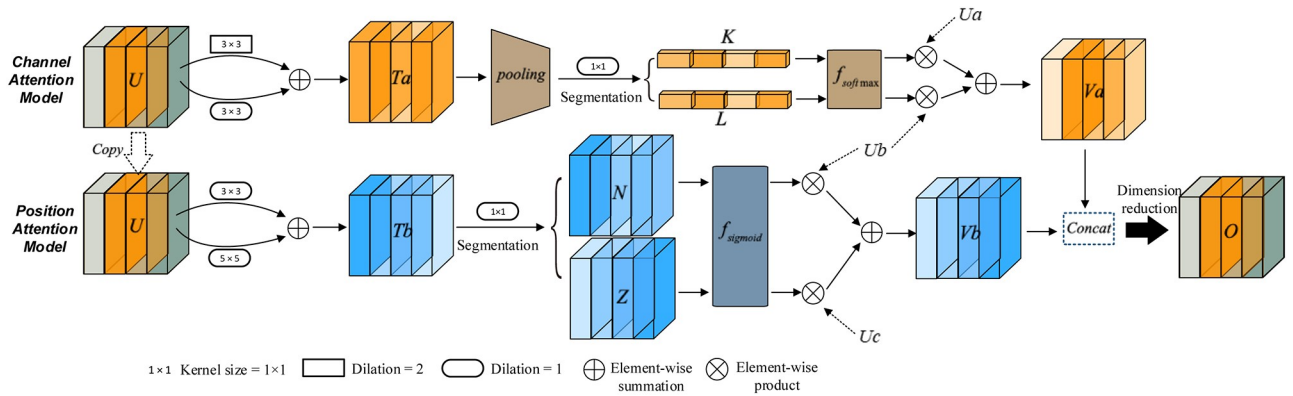 Channel
Attention
Model
U
3×3
3×3
Ta
pooling
1×1
Segmentation
K
L
f softmax
Ua
Ub
Va
Copy
Position
Attention
Model
U
3×3
5×5
Tb
1×1
Segmentation
N
Z
f sigmoid
Uc
Vb
Concat
Dimension
reduction
O
1×1 Kernel size = 1×1
Dilation = 2
Dilation = 1
Element-wise
summation
Element-wise
product